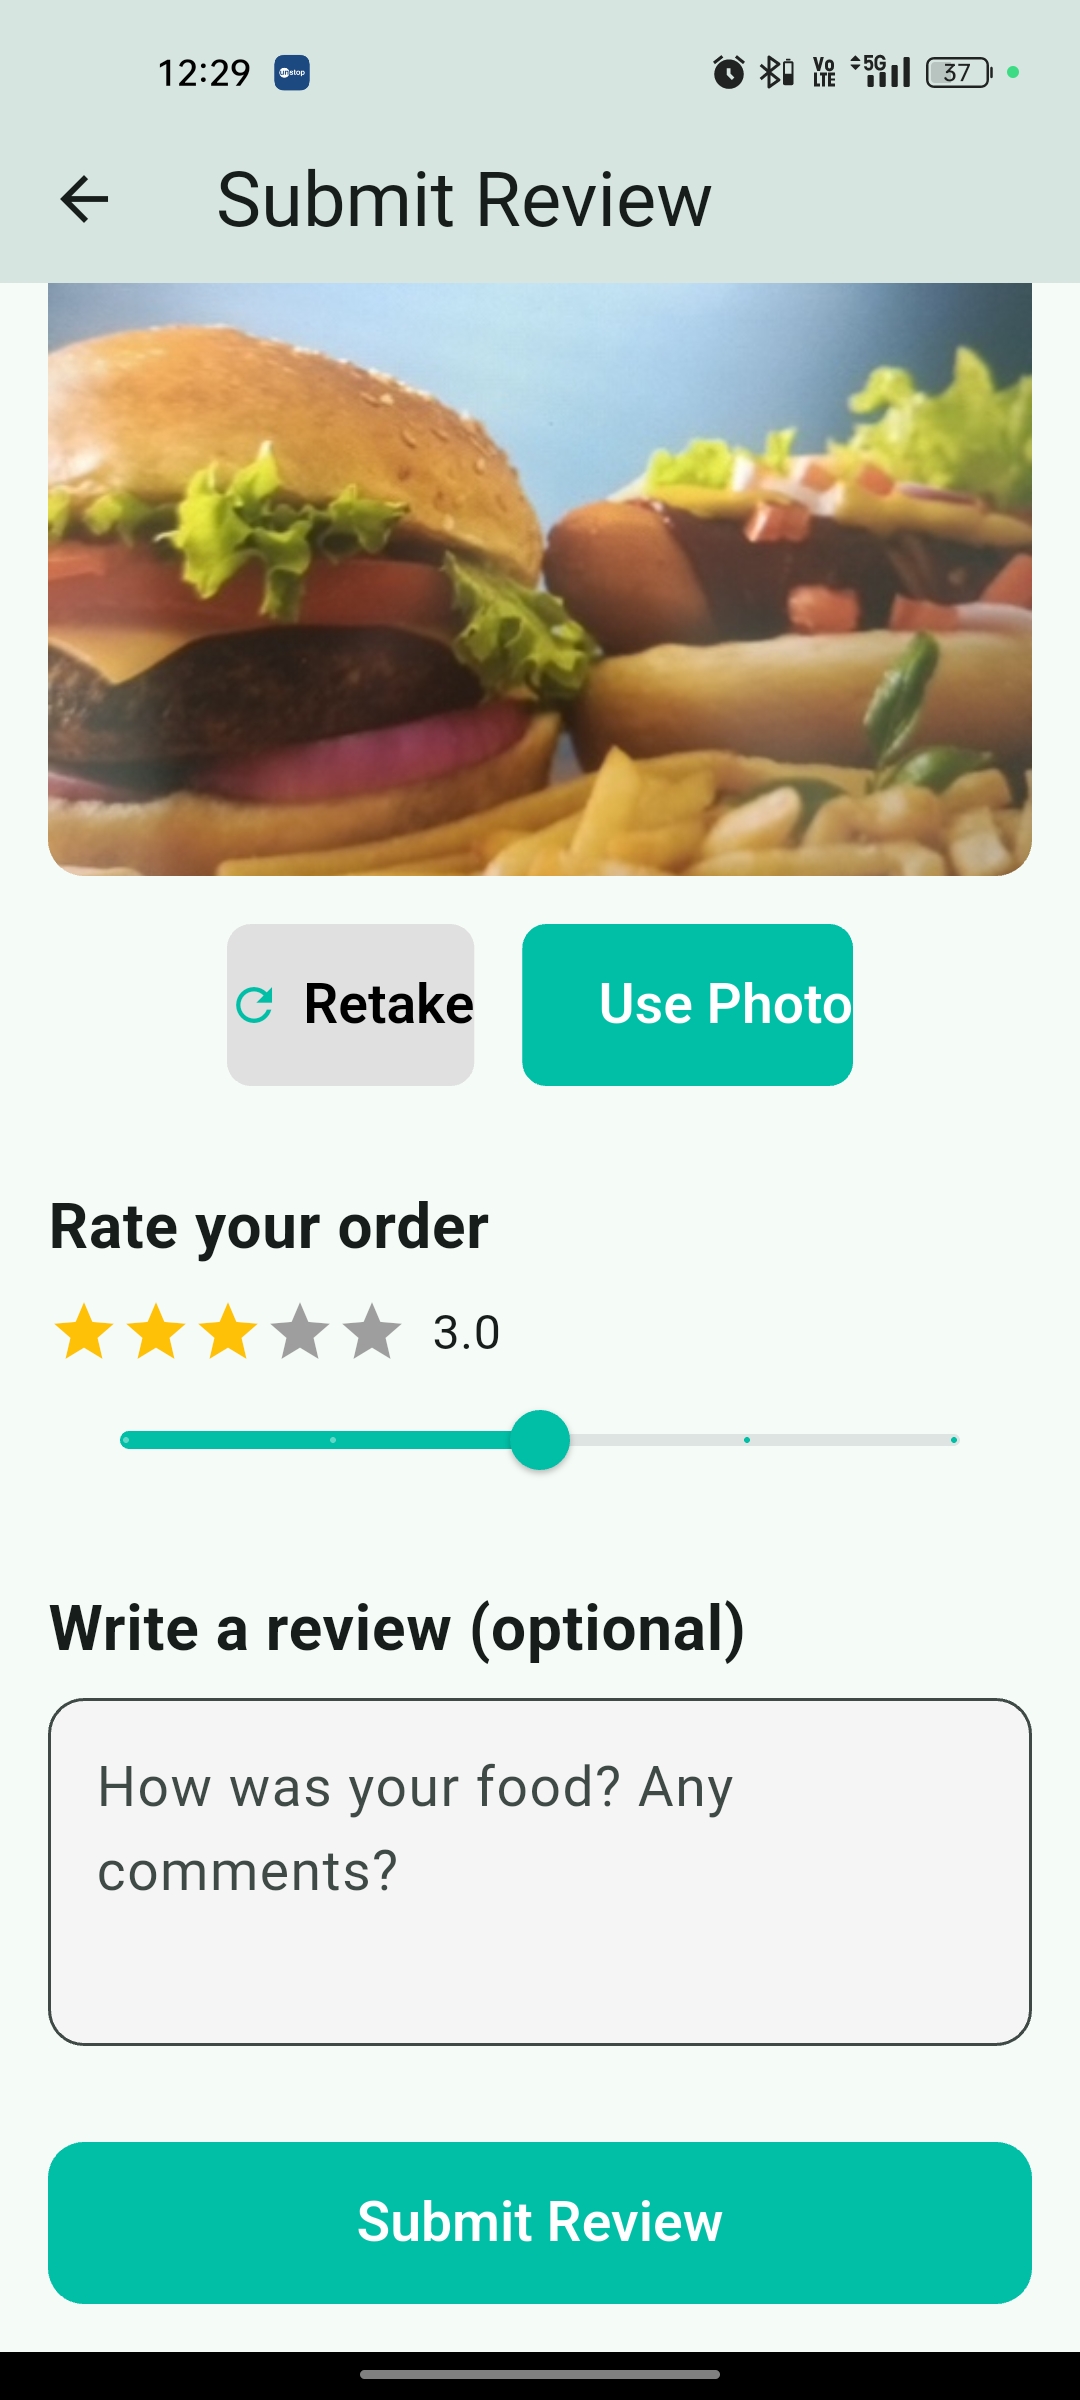 12:29 unstop Vo LTE 5G 37
Submit Review
Retake
Use Photo
Rate your order
3.0
Write a review (optional)
How was your food? Any
comments?
Submit Review